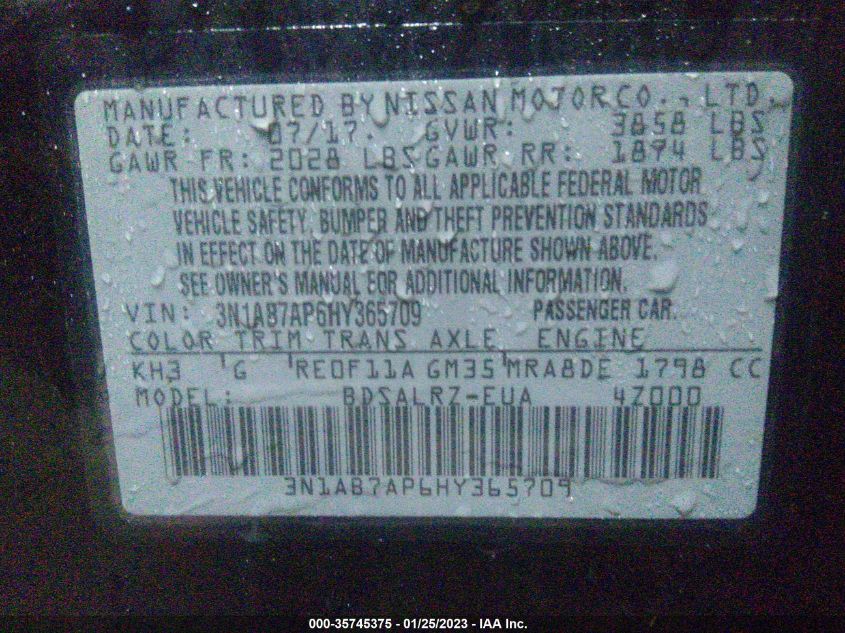 MANUFACTURED BY NISSAN MOTOR CO., LTD.
DATE: 07/17. GVWR: 3858 LBS
GAWR FR: 2028 LBS GAWR RR: 1874 LBS
THIS VEHICLE CONFORMS TO ALL APPLICABLE FEDERAL MOTOR
VEHICLE SAFETY, BUMPER AND THEFT PREVENTION STANDARDS
IN EFFECT ON THE DATE OF MANUFACTURE SHOWN ABOVE.
SEE OWNER'S MANUAL FOR ADDITIONAL INFORMATION.
VIN: 3N1AB7AP6HY365709 PASSENGER CAR.
COLOR TRIM TRANS AXLE ENGINE
KH3 'G 'RE0F11A GM35 'MRA8DE 1798 CC
MODEL: BDSALRZ-EUA 4Z000
3N1AB7AP6HY365709
000-35745375 - 01/25/2023 - IAA Inc.